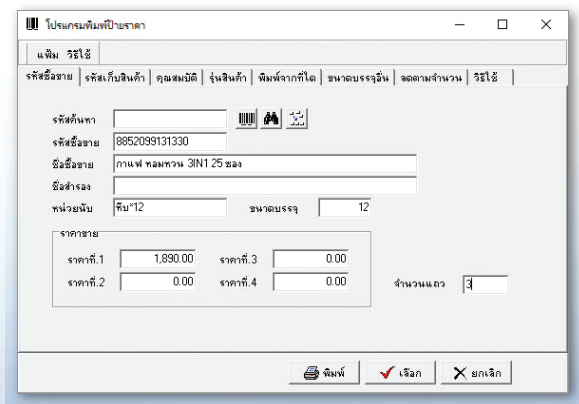 โปรแกรมพิมพ์ป้ายราคา
แฟ้ม วิธีใช้
รหัสซื้อขาย รหัสเก็บสินค้า คุณสมบัติ รุ่นสินค้า พิมพ์จากที่ใด ขนาดบรรจุอื่น ลดตามจำนวน วิธีใช้
รหัสค้นหา
รหัสซื้อขาย 8852099131330
ชื่อซื้อขาย กาแฟ หอมหวน 3IN1 25 ซอง
ชื่อสำรอง
หน่วยนับ หีบ*12 ขนาดบรรจุ 12
ราคาขาย
ราคาที่.1 1,890.00 ราคาที่.3 0.00
ราคาที่.2 0.00 ราคาที่.4 0.00 จำนวนแถว 3
พิมพ์ เลือก ยกเลิก